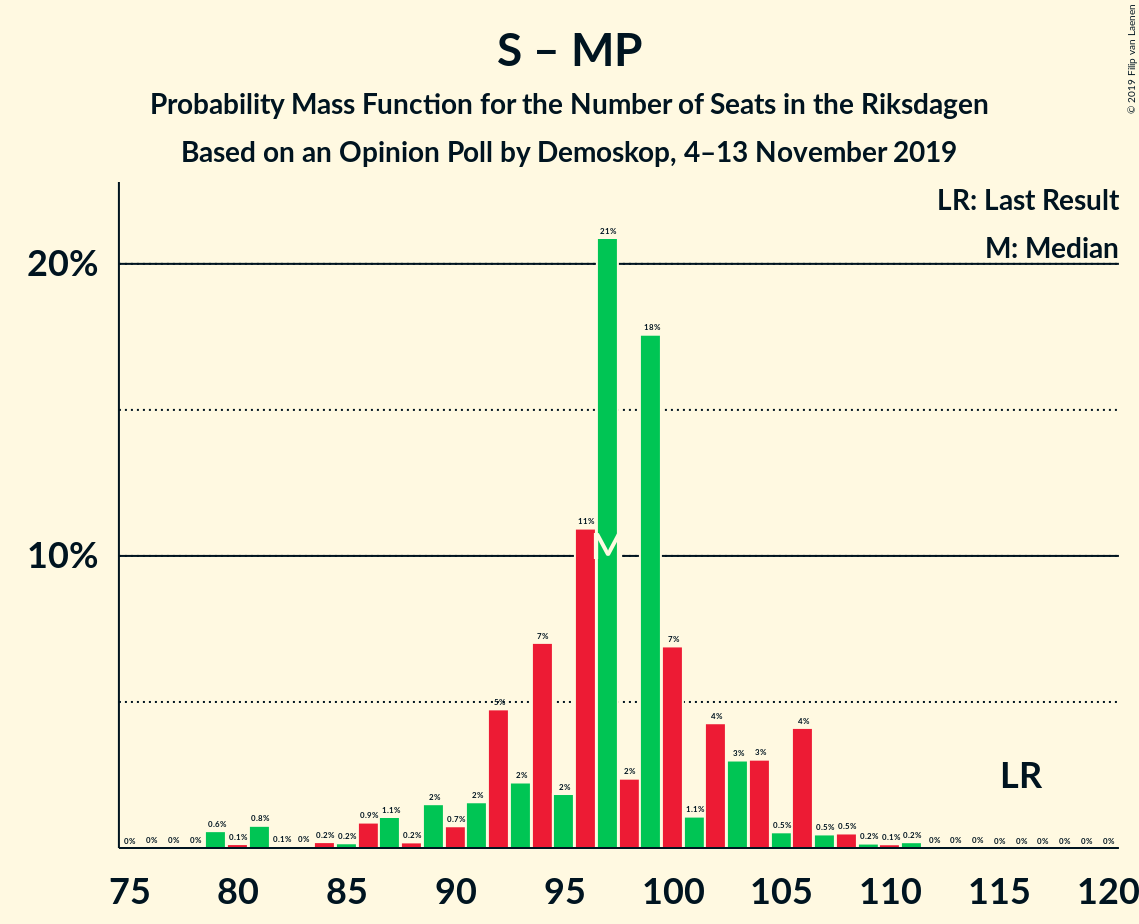 © 2019 Filip van Laenen
S – MP
Probability Mass Function for the Number of Seats in the Riksdagen
Based on an Opinion Poll by Demoskop, 4–13 November 2019
LR: Last Result
M: Median
20%
10%
0% 0% 0% 0% 0.6% 0.1% 0.8% 0.1% 0% 0.2% 0.2% 0.9% 1.1% 0.2% 2% 0.7% 2% 5% 2% 7% 2% 11% 21% 2% 18% 7% 1.1% 4% 3% 3% 0.5% 4% 0.5% 0.5% 0.2% 0.1% 0.2% 0% 0% 0% 0% 0% 0% 0% 0% 0%
M
LR
75 80 85 90 95 100 105 110 115 120